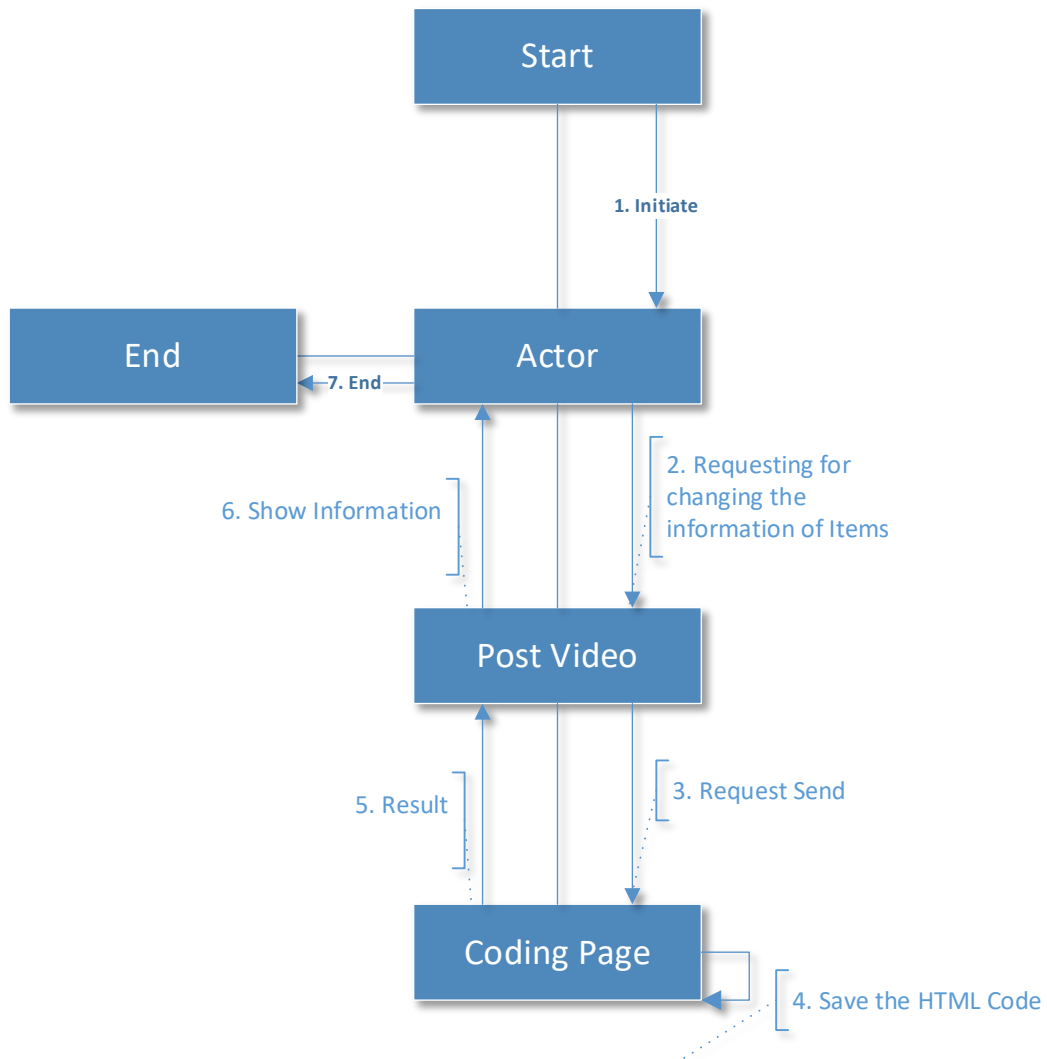 Start
1. Initiate
End
Actor
7. End
2. Requesting for
changing the
information of Items
6. Show Information
Post Video
3. Request Send
5. Result
Coding Page
4. Save the HTML Code